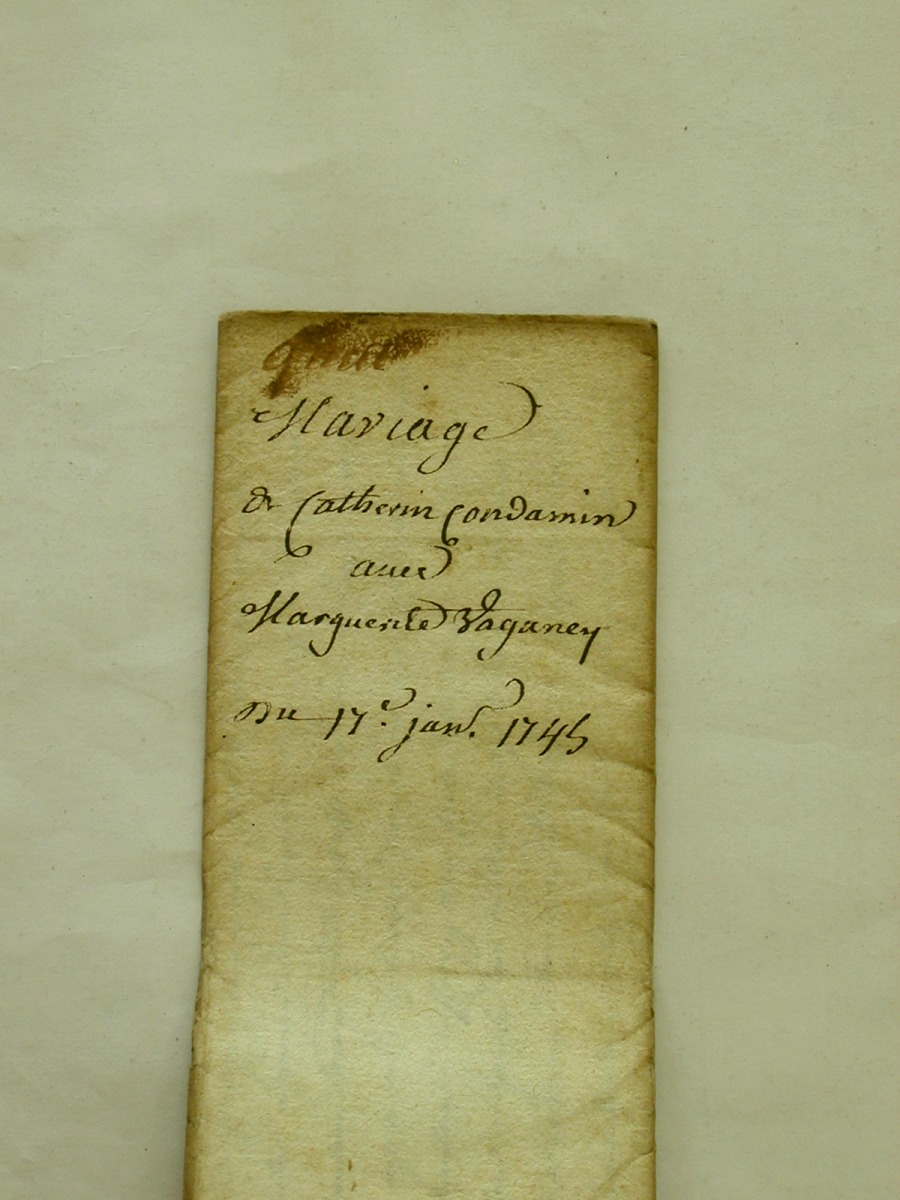 Mariage
de Catherin Condamin
avec
Marguerite Vaganey
Du 17.e janv. 1745